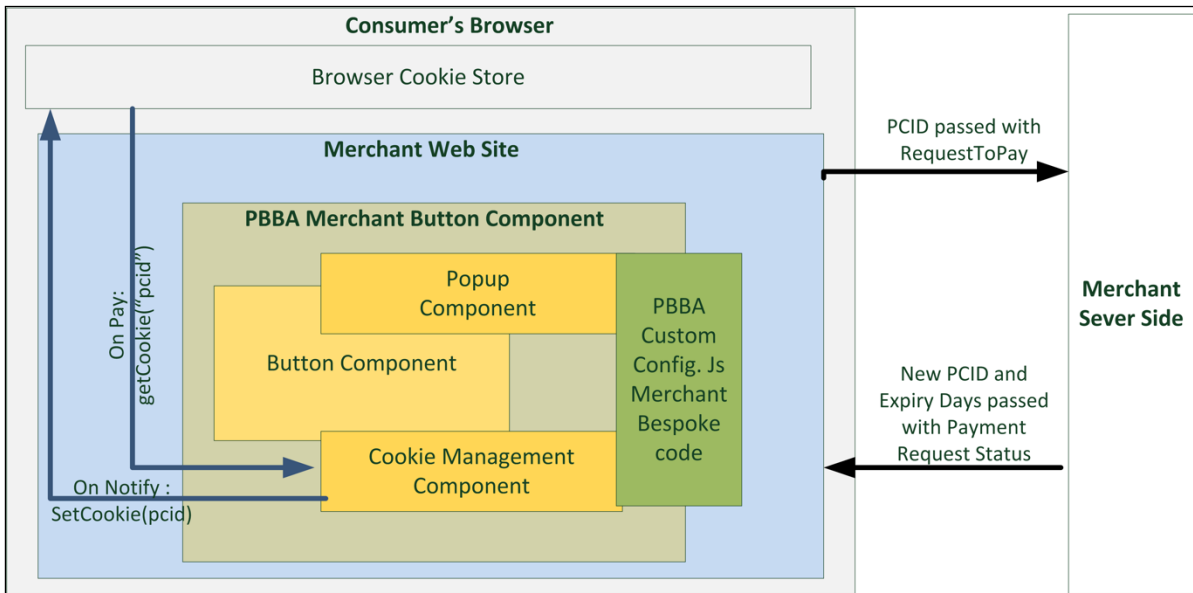 Consumer's Browser
Browser Cookie Store
Merchant Web Site
PBBA Merchant Button Component
Popup
Component
Button Component
Cookie Management
Component
PBBA
Custom
Config. Js
Merchant
Bespoke
code
On Pay:
getCookie("pcid")
On Notify :
SetCookie(pcid)
PCID passed with
RequestToPay
New PCID and
Expiry Days passed
with Payment
Request Status
Merchant
Sever Side